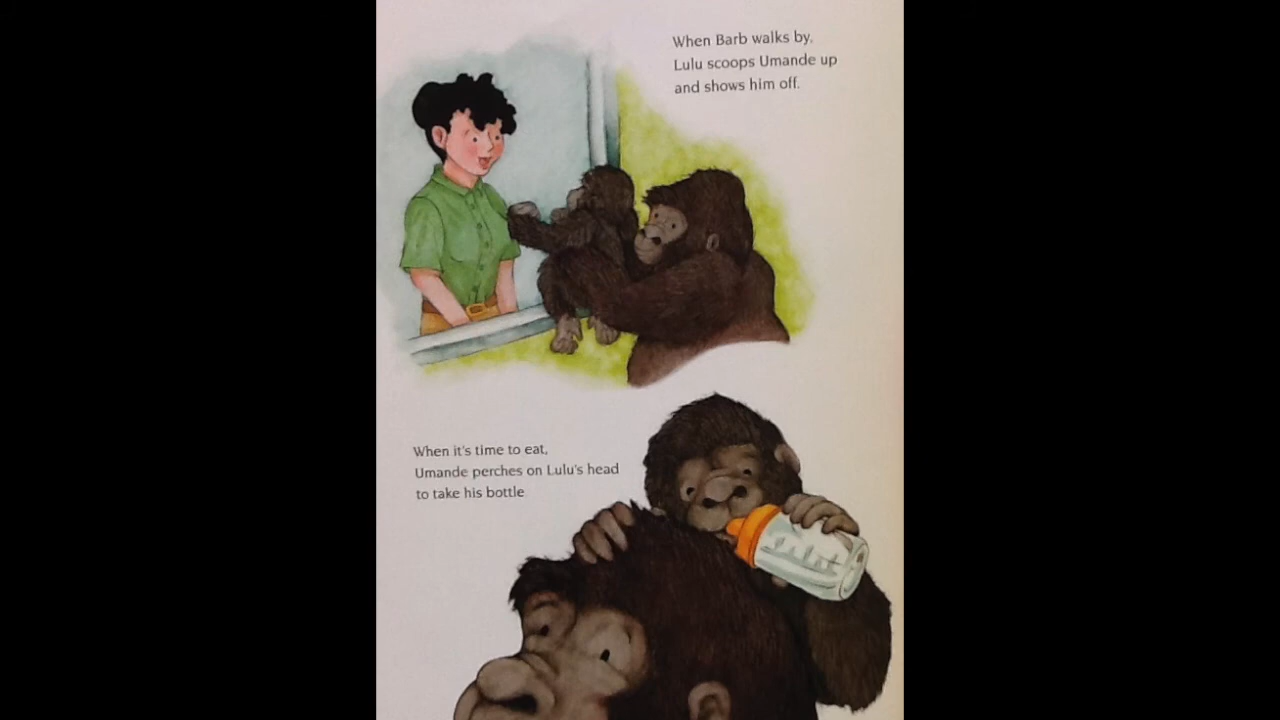 When Barb walks by,
Lulu scoops Umande up
and shows him off.
When it's time to eat,
Umande perches on Lulu's head
to take his bottle